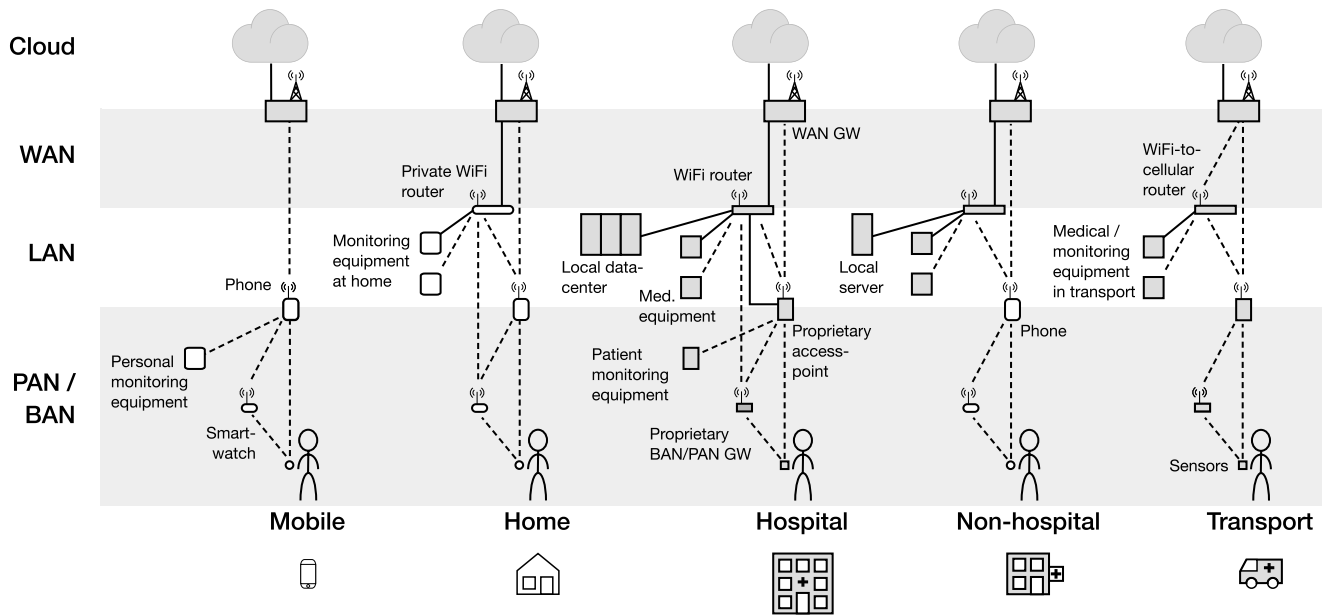 Cloud
WAN
LAN
PAN /
BAN
Phone
Personal
monitoring
equipment
Smart-
watch
Mobile
Private WiFi
router
Monitoring
equipment
at home
Home
WAN GW
WiFi router
Local data-
center
Med.
equipment
Proprietary
access-
point
Patient
monitoring
equipment
Proprietary
BAN/PAN GW
Hospital
Local
server
Phone
Non-hospital
WiFi-to-
cellular
router
Medical /
monitoring
equipment
in transport
Sensors
Transport